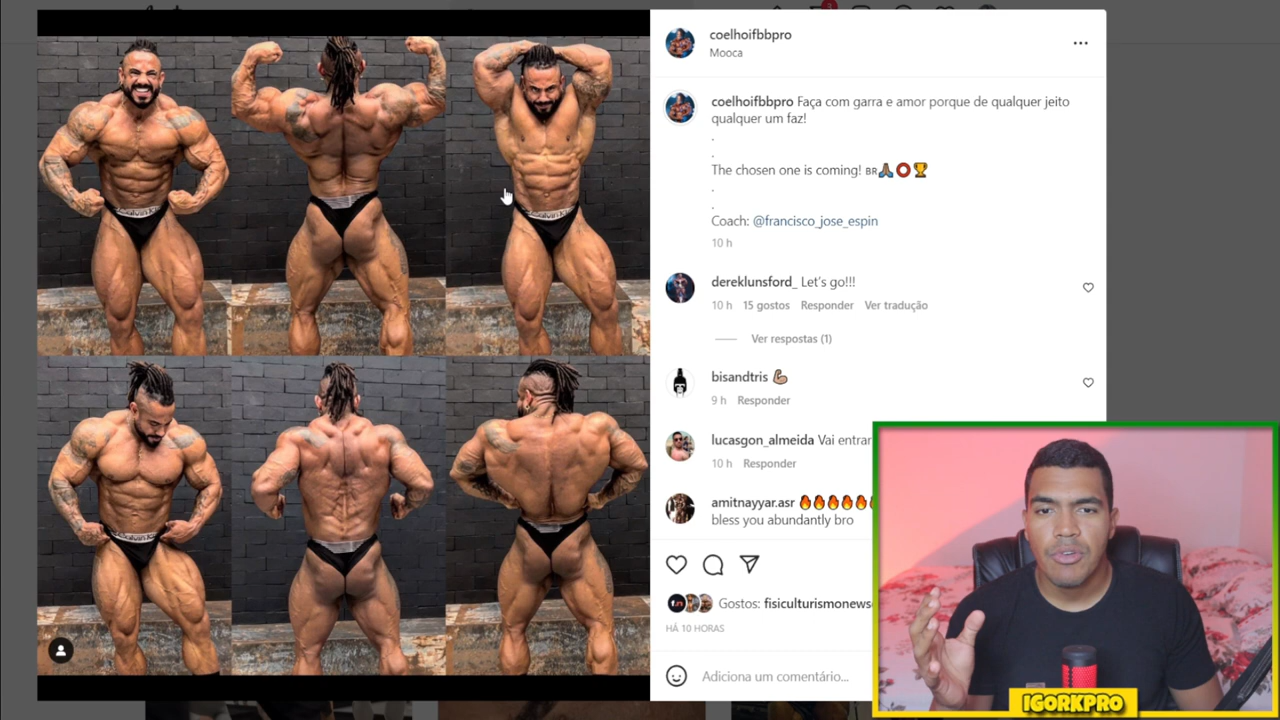 coelhoifbbpro
Mooca
coelhoifbbpro Faça com garra e amor porque de qualquer jeito
qualquer um faz!
.
.
The chosen one is coming! BR🙏🏽⭕🏆
.
.
Coach: @francisco_jose_espin
10 h
dereklunsford_ Let's go!!!
10 h 15 gostos Responder Ver tradução
Ver respostas (1)
bisandtris 💪🏽
9 h Responder
lucasgon_almeida Vai entrar
10 h Responder
amitnayyar.asr 🔥🔥🔥🔥🔥🔥
bless you abundantly bro
Gostos: fisiculturismonews
HÁ 10 HORAS
Adiciona um comentário...
IGORKPRO